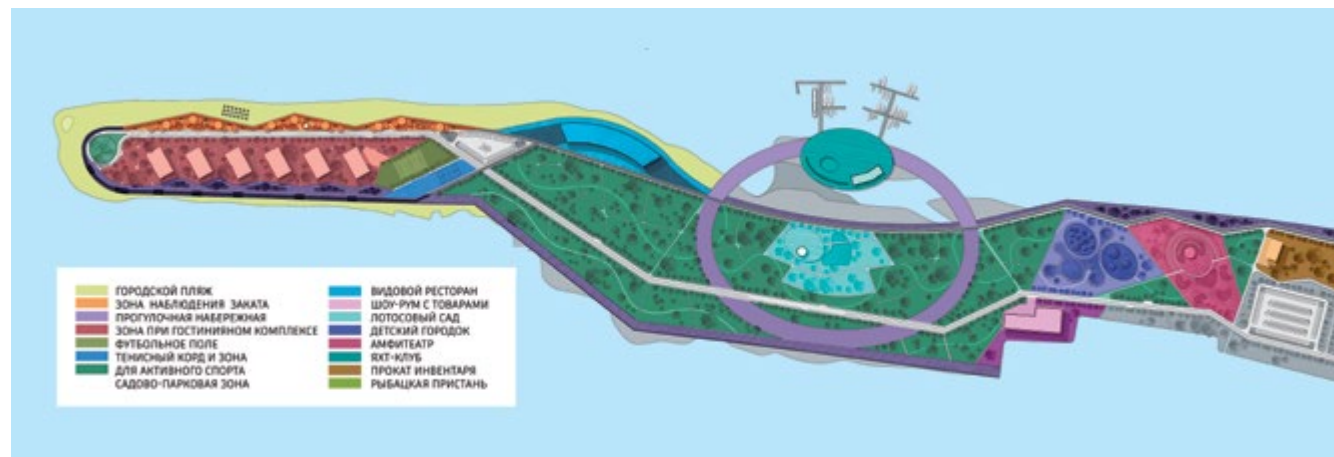 ГОРОДСКОЙ ПЛЯЖ
ЗОНА НАБЛЮДЕНИЯ ЗАКАТА
ПРОГУЛОЧНАЯ НАБЕРЕЖНАЯ
ЗОНА ПРИ ГОСТИНИЯНОМ КОМПЛЕКСЕ
ФУТБОЛЬНОЕ ПОЛЕ
ТЕНИСНЫЙ КОРД И ЗОНА
ДЛЯ АКТИВНОГО СПОРТА
САДОВО-ПАРКОВАЯ ЗОНА
ВИДОВОЙ РЕСТОРАН
ШОУ-РУМ С ТОВАРАМИ
ЛОТОСОВЫЙ САД
ДЕТСКИЙ ГОРОДОК
АМФИТЕАТР
ЯХТ-КЛУБ
ПРОКАТ ИНВЕНТАРЯ
РЫБАЦКАЯ ПРИСТАНЬ